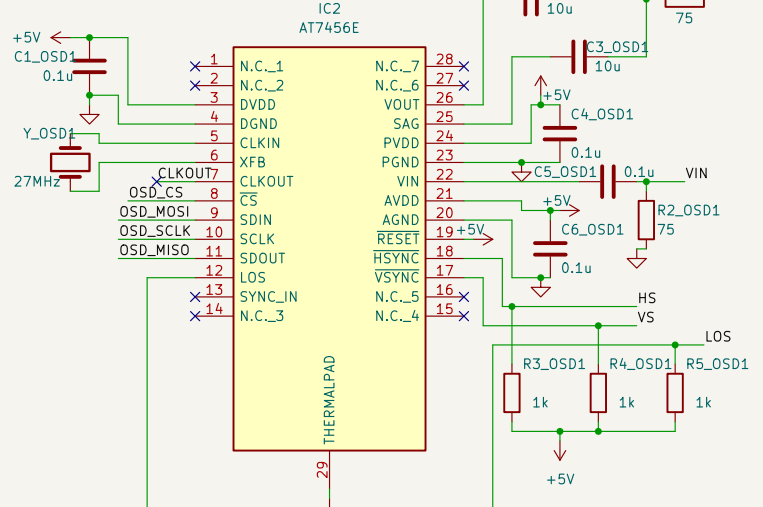 IC2
AT7456E
10u
75
+5V
C1_OSD1
0.1u
C3_OSD1
10u
1 N.C._1
2 N.C._2
3 DVDD
4 DGND
5 CLKIN
6 XFB
7 CLKOUT
8 CS
9 SDIN
10 SCLK
11 SDOUT
12 LOS
13 SYNC_IN
14 N.C._3
N.C._7 28
N.C._6 27
VOUT 26
SAG 25
PVDD 24
PGND 23
VIN 22
AVDD 21
AGND 20
RESET 19
HSYNC 18
VSYNC 17
N.C._5 16
N.C._4 15
THERMALPAD
29
Y_OSD1
27MHz
CLKOUT
OSD_CS
OSD_MOSI
OSD_SCLK
OSD_MISO
+5V
C4_OSD1
0.1u
C5_OSD1
0.1u
VIN
R2_OSD1
75
+5V
C6_OSD1
0.1u
+5V
HS
VS
LOS
R3_OSD1
1k
R4_OSD1
1k
R5_OSD1
1k
+5V